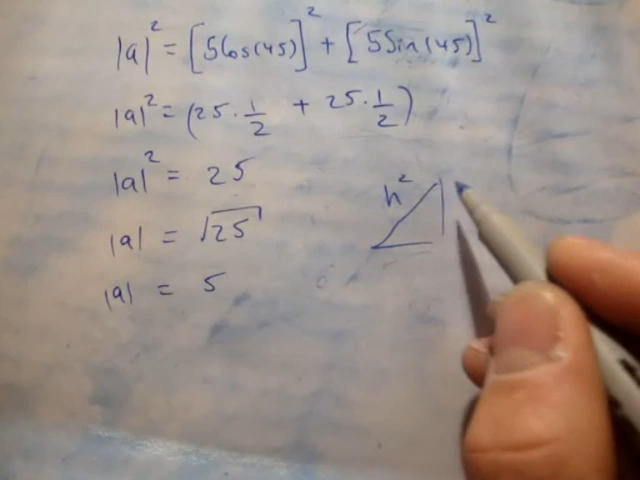 |a|² = [5Cos(45)]² + [5Sin(45)]²
|a|² = (25·1/2 + 25·1/2)
|a|² = 25
h²
|a| = √25
|a| = 5